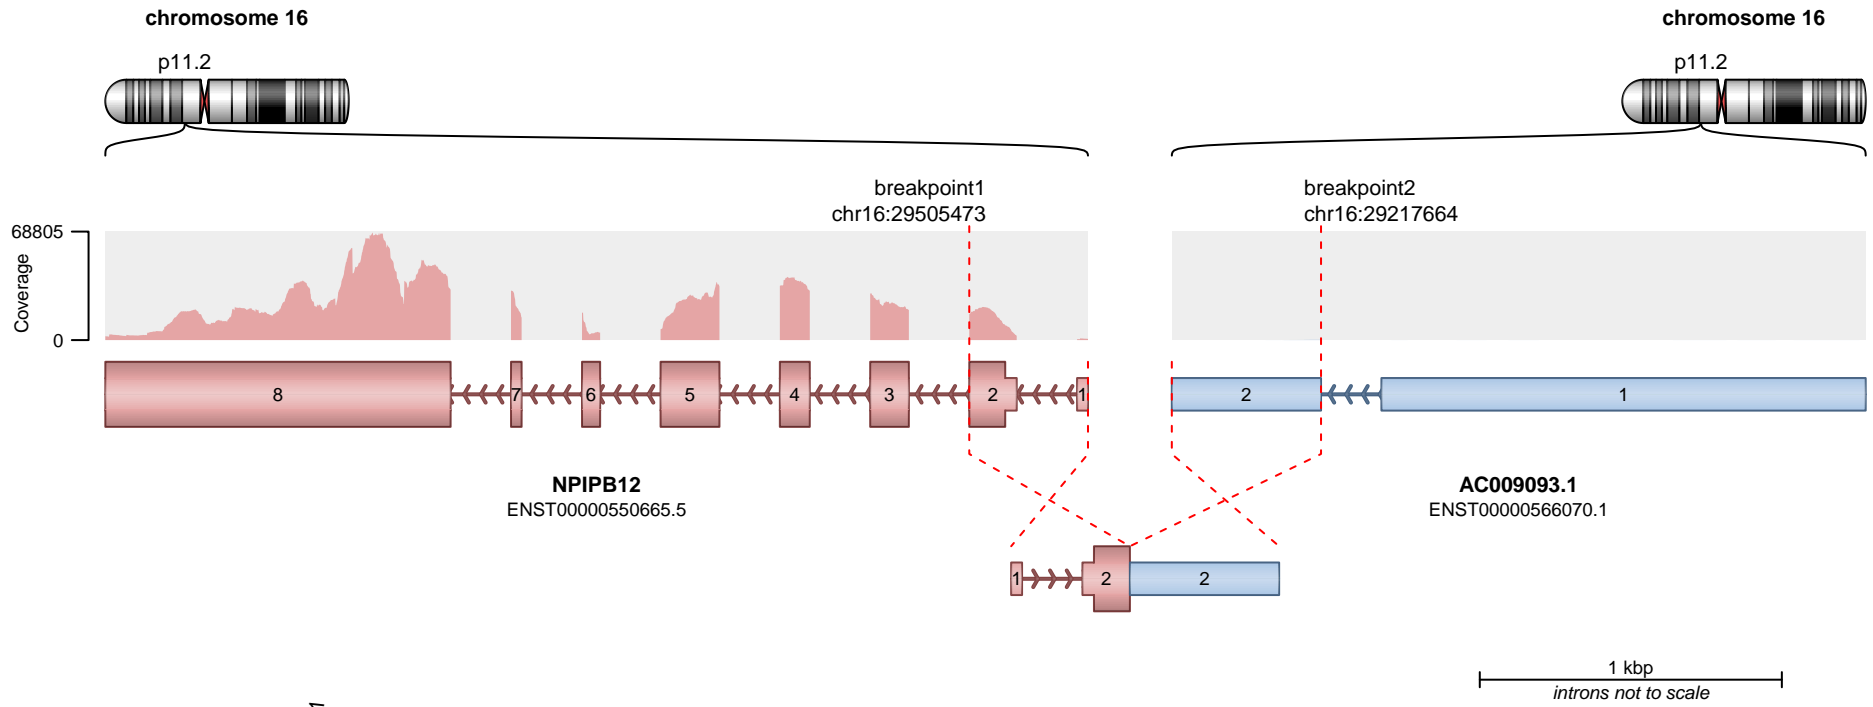 chromosome 16
chromosome 16
p11.2
p11.2
breakpoint1
chr16:29505473
breakpoint2
chr16:29217664
68805
Coverage
0
8
7
6
5
4
3
2
1
2
1
NPIPB12
ENST00000550665.5
AC009093.1
ENST00000566070.1
1
2
2
1 kbp
introns not to scale